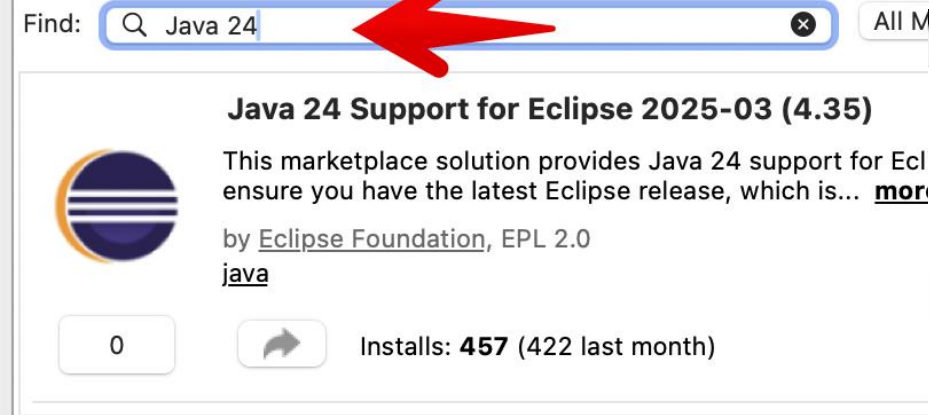 Find: Java 24 All M
Java 24 Support for Eclipse 2025-03 (4.35)
This marketplace solution provides Java 24 support for Ecl
ensure you have the latest Eclipse release, which is... more
by Eclipse Foundation, EPL 2.0
java
0 Installs: 457 (422 last month)